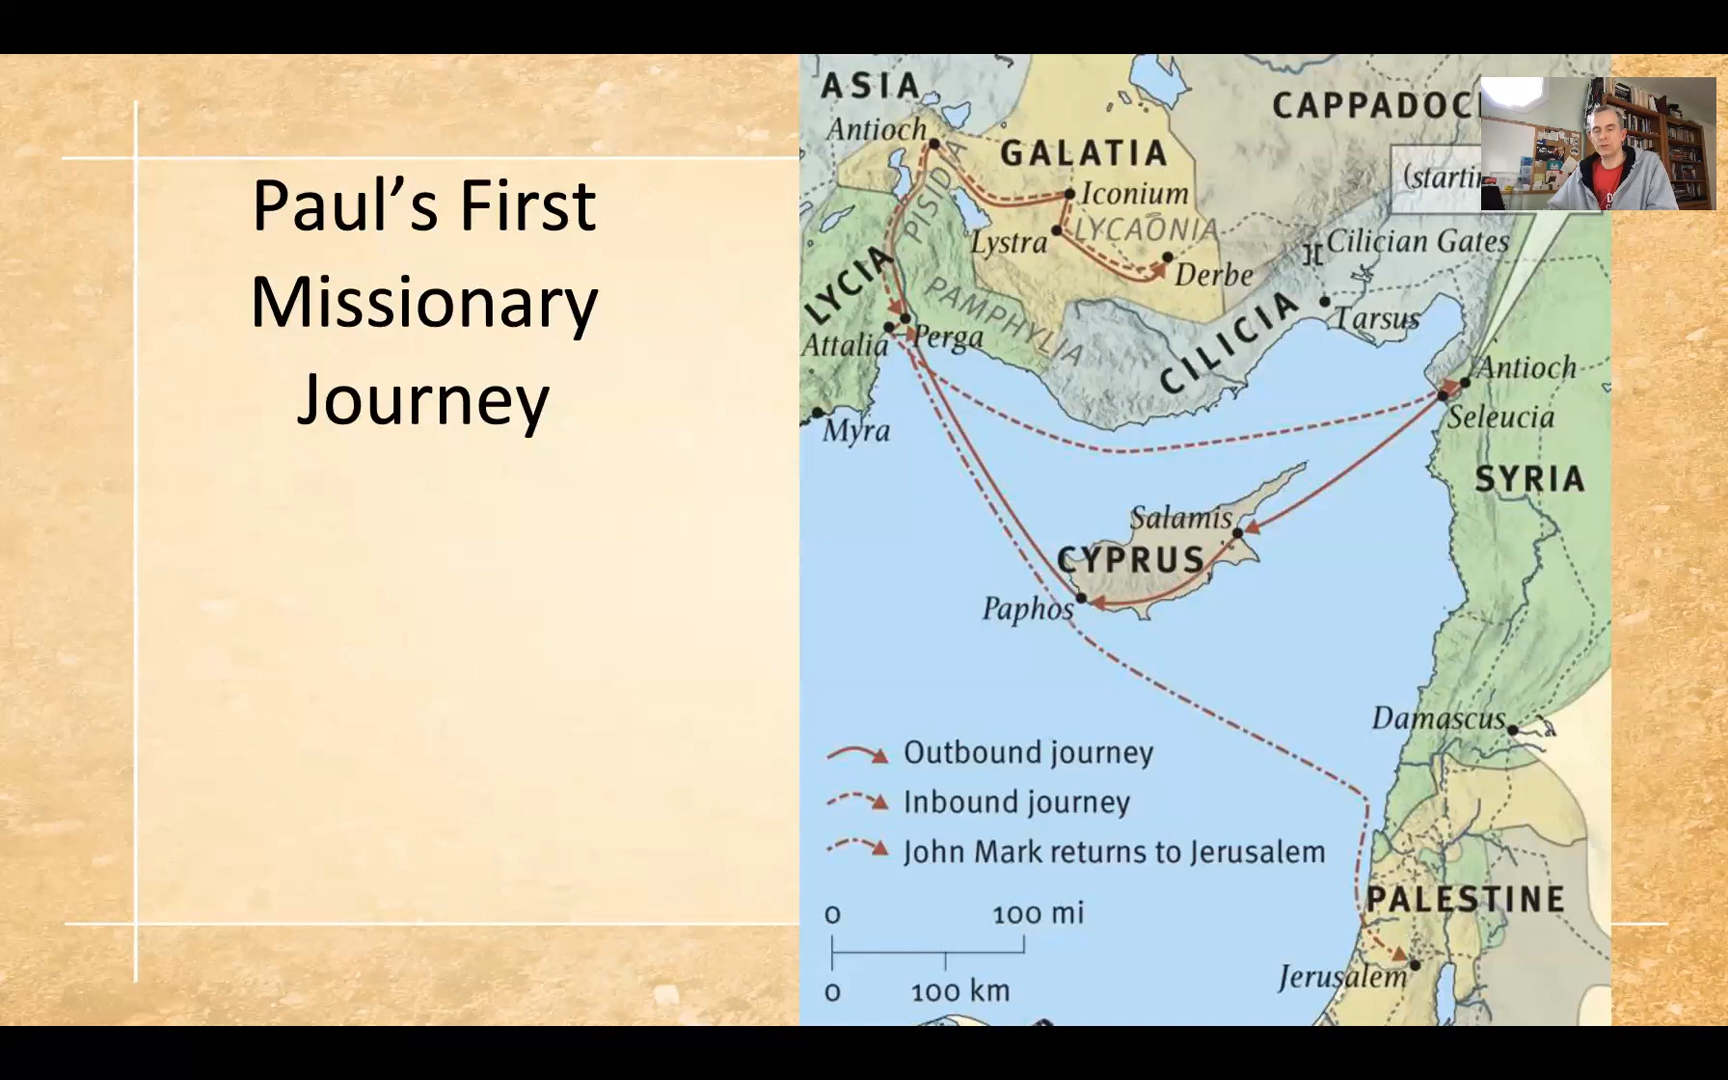 Paul’s First
Missionary
Journey
ASIA
CAPPADOC
Antioch
GALATIA
(startin
PISIDIA
Iconium
LYCAONIA
Lystra
Cilician Gates
Derbe
LYCIA
PAMPHYLIA
CILICIA
Tarsus
Attalia
Perga
Antioch
Myra
Seleucia
SYRIA
Salamis
CYPRUS
Paphos
Damascus
Outbound journey
Inbound journey
John Mark returns to Jerusalem
PALESTINE
0 100 mi
Jerusalem
0 100 km